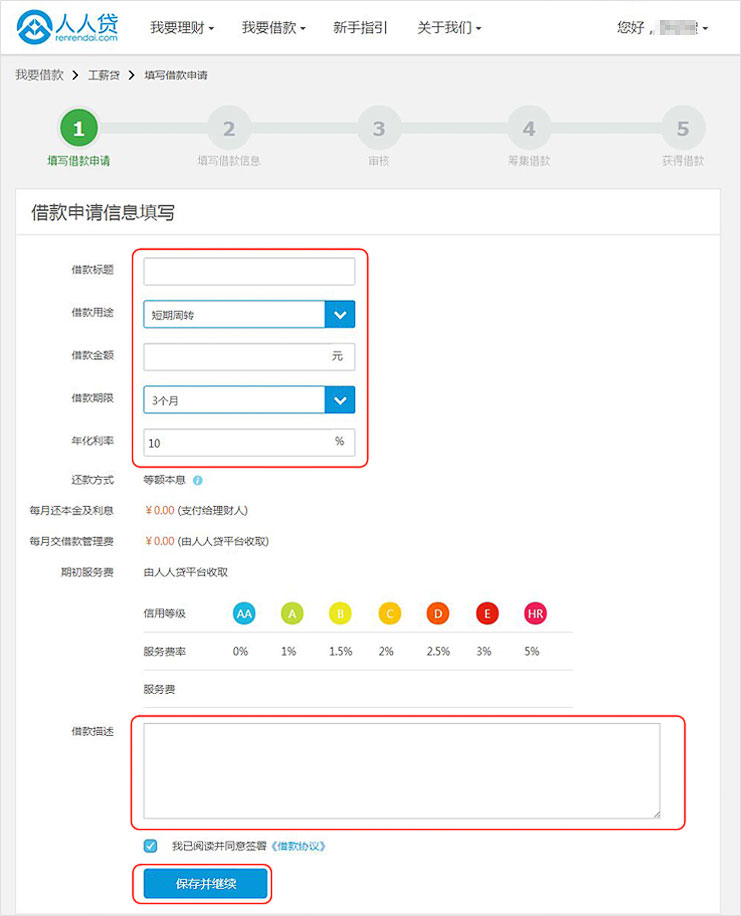 人人贷
renrendai.com
我要理财 我要借款 新手指引 关于我们 您好，
我要借款 > 工薪贷 > 填写借款申请
1 2 3 4 5
填写借款申请 填写借款信息 审核 筹集借款 获得借款
借款申请信息填写
借款标题
借款用途 短期周转
借款金额 元
借款期限 3个月
年化利率 10 %
还款方式 等额本息 i
每月还本金及利息 ￥0.00 (支付给理财人)
每月交借款管理费 ￥0.00 (由人人贷平台收取)
期初服务费 由人人贷平台收取
信用等级 AA A B C D E HR
服务费率 0% 1% 1.5% 2% 2.5% 3% 5%
服务费
借款描述
我已阅读并同意签署《借款协议》
保存并继续